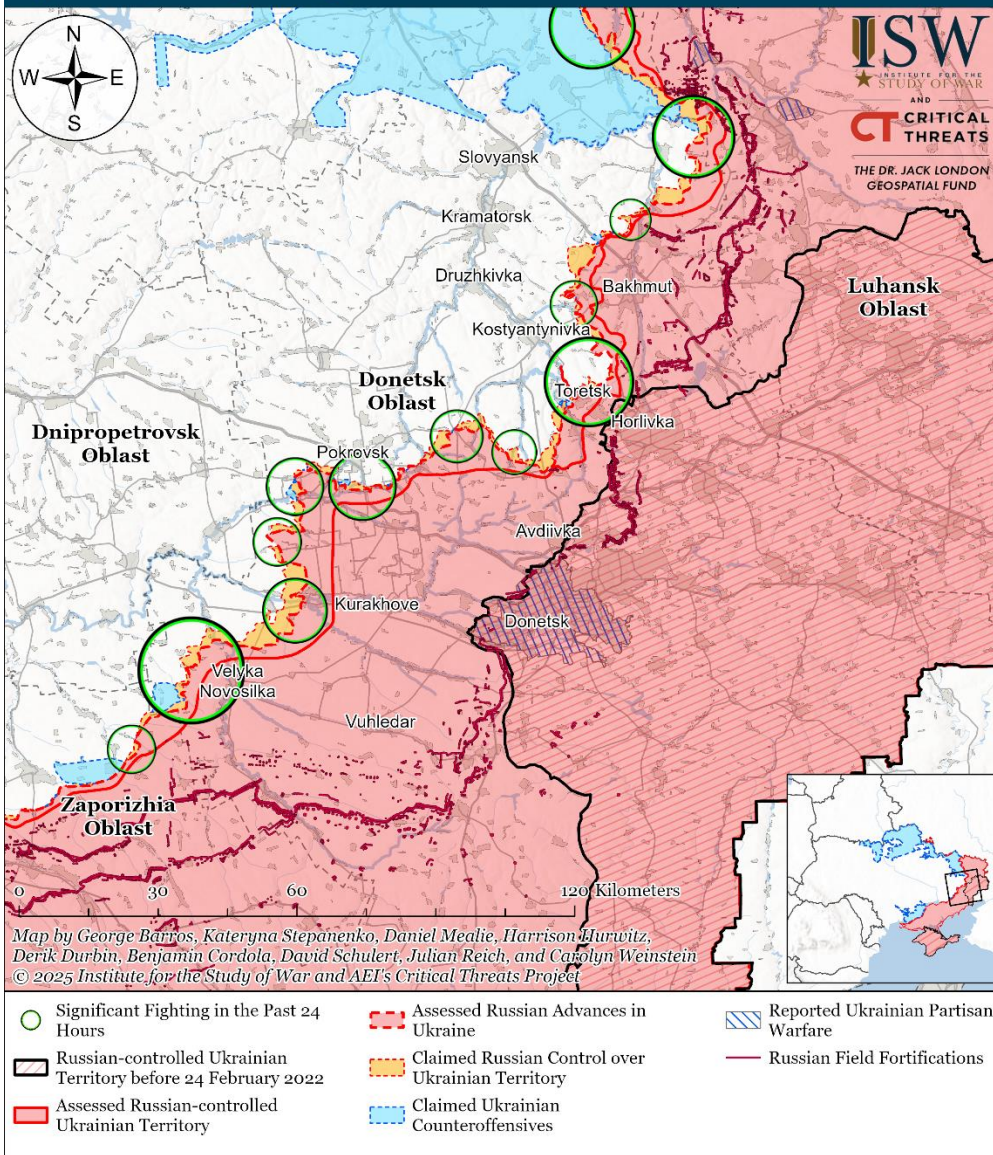 N
W E
S
ISW
INSTITUTE FOR THE
STUDY OF WAR
AND
CT CRITICAL
THREATS
THE DR. JACK LONDON
GEOSPATIAL FUND
Slovyansk
Kramatorsk
Druzhkivka
Bakhmut
Luhansk
Oblast
Kostyantynivka
Donetsk
Oblast
Toretsk
Horlivka
Dnipropetrovsk
Oblast
Pokrovsk
Avdiivka
Kurakhove
Donetsk
Velyka
Novosilka
Vuhledar
Zaporizhia
Oblast
0 30 60 120 Kilometers
Map by George Barros, Kateryna Stepanenko, Daniel Mealie, Harrison Hurwitz,
Derik Durbin, Benjamin Cordola, David Schulert, Julian Reich, and Carolyn Weinstein
© 2025 Institute for the Study of War and AEI's Critical Threats Project
Significant Fighting in the Past 24
Hours
Russian-controlled Ukrainian
Territory before 24 February 2022
Assessed Russian-controlled
Ukrainian Territory
Assessed Russian Advances in
Ukraine
Claimed Russian Control over
Ukrainian Territory
Claimed Ukrainian
Counteroffensives
Reported Ukrainian Partisan
Warfare
Russian Field Fortifications